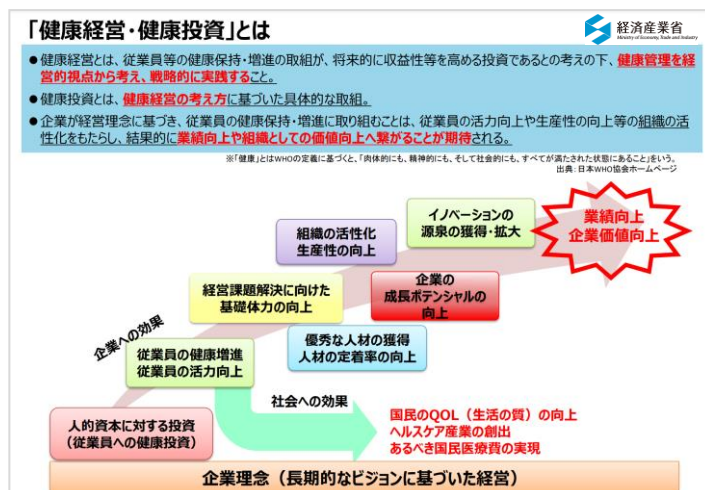 「健康経営・健康投資」とは
経済産業省
Ministry of Economy, Trade and Industry
●健康経営とは、従業員等の健康保持・増進の取組が、将来的に収益性等を高める投資であるとの考えの下、健康管理を経
営的視点から考え、戦略的に実践すること。
●健康投資とは、健康経営の考え方に基づいた具体的な取組。
●企業が経営理念に基づき、従業員の健康保持・増進に取り組むことは、従業員の活力向上や生産性の向上等の組織の活
性化をもたらし、結果的に業績向上や組織としての価値向上へ繋がることが期待される。
※「健康」とはWHOの定義に基づくと、「肉体的にも、精神的にも、そして社会的にも、すべてが満たされた状態にあること」をいう。
出典：日本WHO協会ホームページ
イノベーションの
源泉の獲得・拡大
業績向上
企業価値向上
組織の活性化
生産性の向上
経営課題解決に向けた
基礎体力の向上
企業の
成長ポテンシャルの
向上
企業への効果
優秀な人材の獲得
人材の定着率の向上
従業員の健康増進
従業員の活力向上
社会への効果
人的資本に対する投資
（従業員への健康投資）
国民のQOL（生活の質）の向上
ヘルスケア産業の創出
あるべき国民医療費の実現
企業理念（長期的なビジョンに基づいた経営）